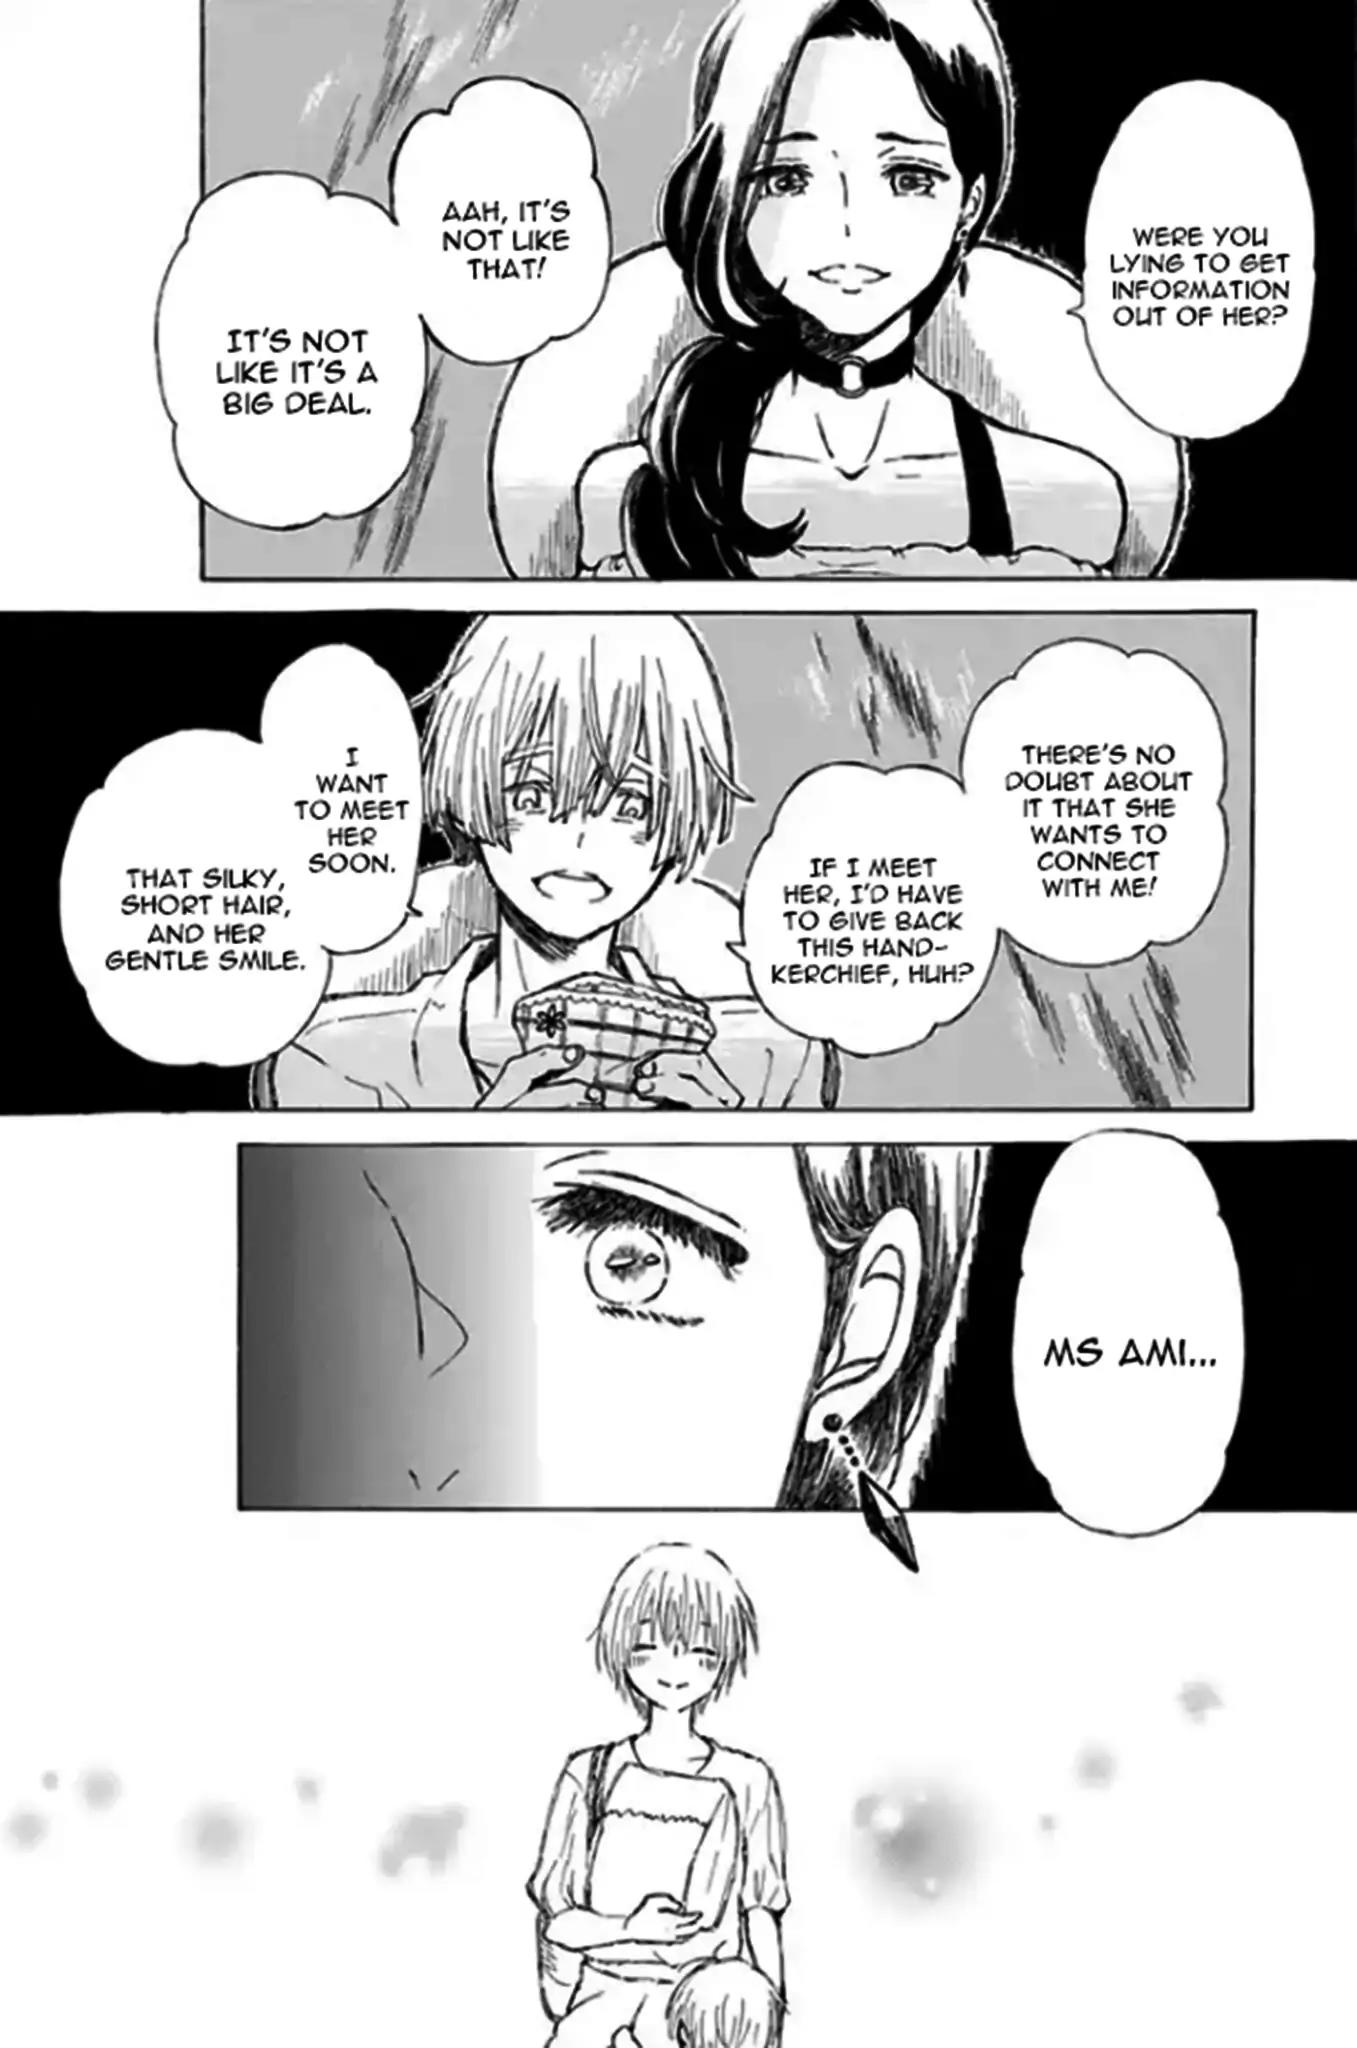 WERE YOU
LYING TO GET
INFORMATION
OUT OF HER?
AAH, IT'S
NOT LIKE
THAT!
IT'S NOT
LIKE IT'S A
BIG DEAL.
THERE'S NO
DOUBT ABOUT
IT THAT SHE
WANTS TO
CONNECT
WITH ME!
IF I MEET
HER, I'D HAVE
TO GIVE BACK
THIS HAND-
KERCHIEF, HUH?
I
WANT
TO MEET
HER
SOON.
THAT SILKY,
SHORT HAIR,
AND HER
GENTLE SMILE.
MS AMI...